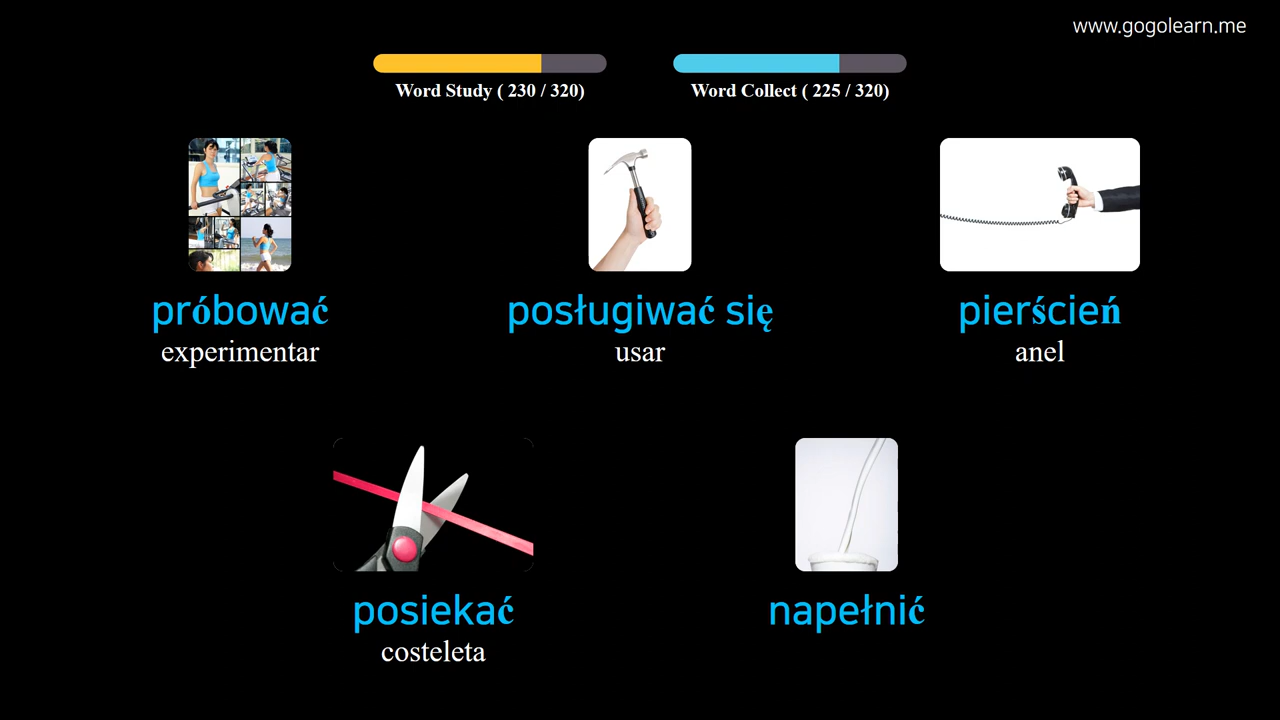 www.gogolearn.me
Word Study ( 230 / 320)
Word Collect ( 225 / 320)
próbować
experimentar
posługiwać się
usar
pierścień
anel
posiekać
costeleta
napełnić